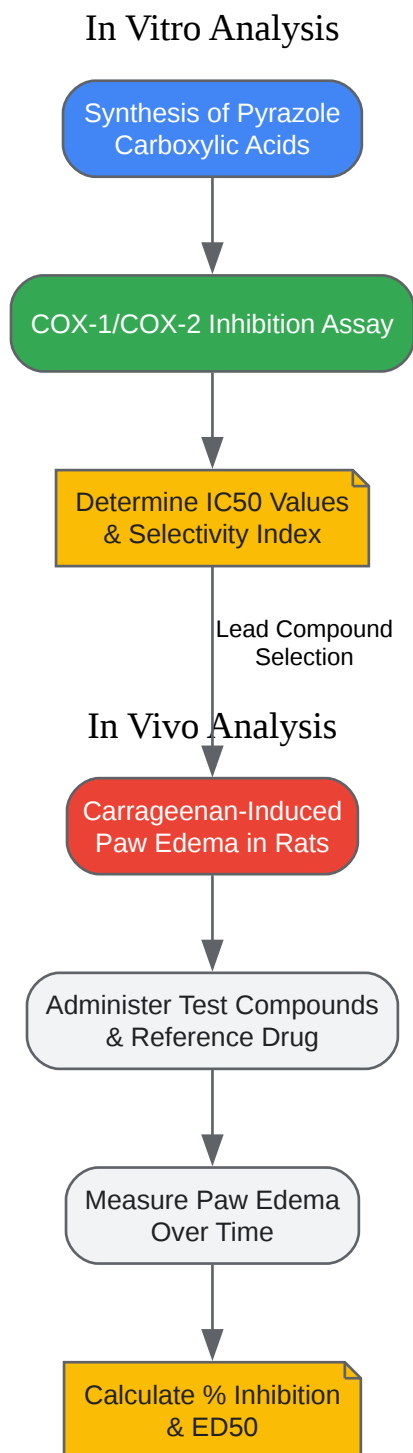 In Vitro Analysis
Synthesis of Pyrazole
Carboxylic Acids
COX-1/COX-2 Inhibition Assay
Determine IC50 Values
& Selectivity Index
Lead Compound
Selection
In Vivo Analysis
Carrageenan-Induced
Paw Edema in Rats
Administer Test Compounds
& Reference Drug
Measure Paw Edema
Over Time
Calculate % Inhibition
& ED50